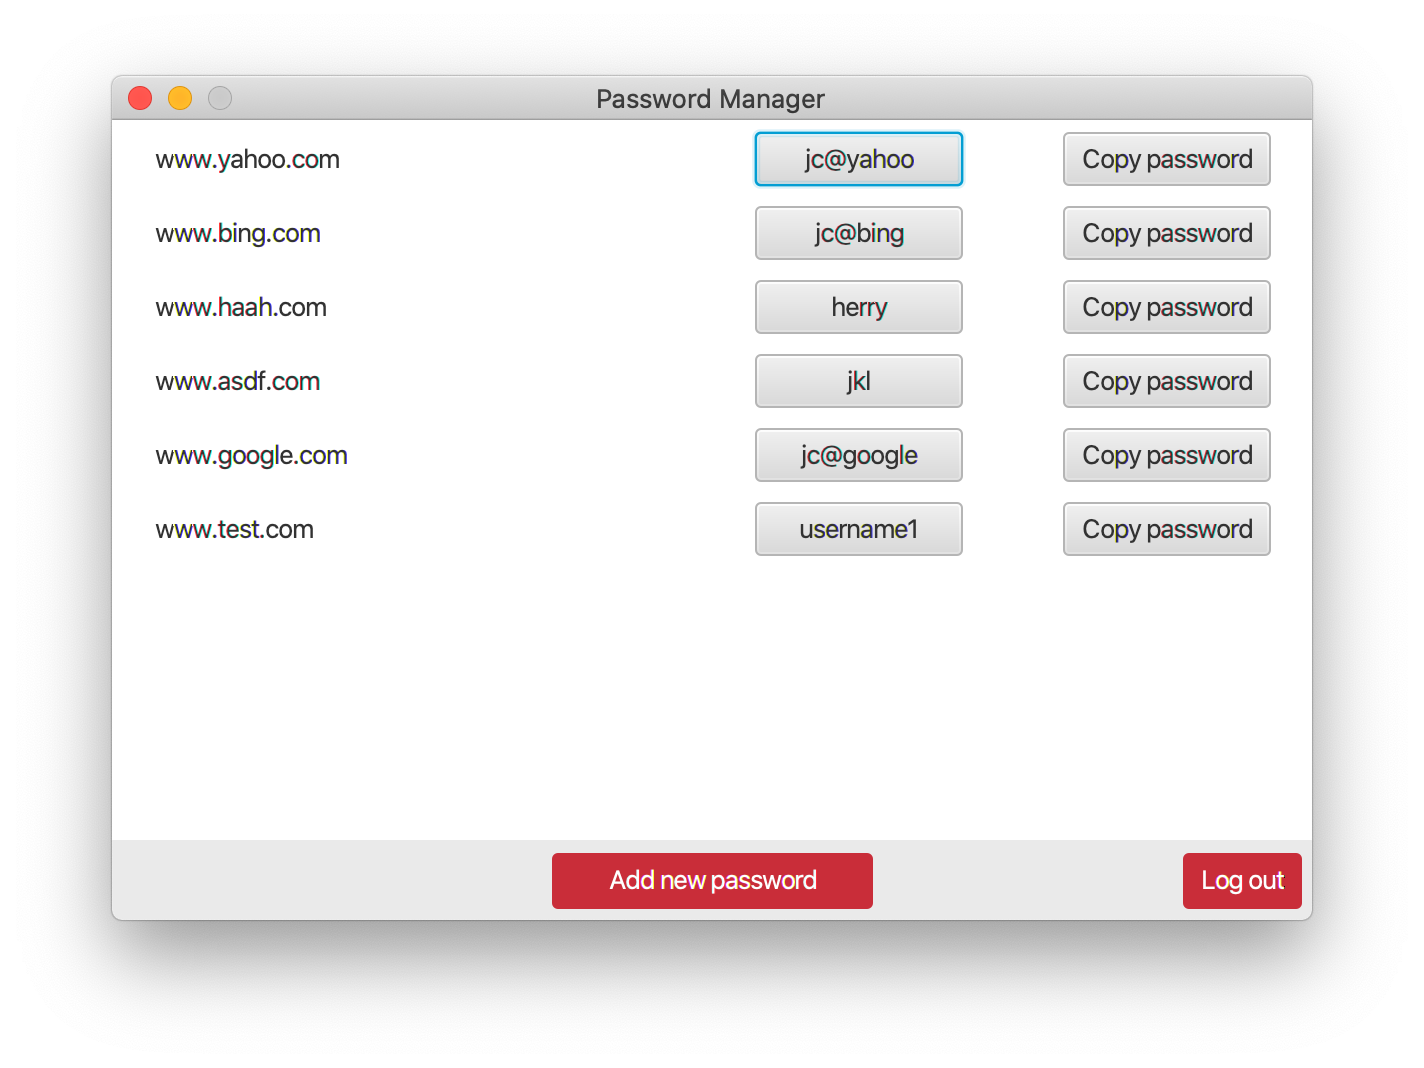 Password Manager
www.yahoo.com jc@yahoo Copy password
www.bing.com jc@bing Copy password
www.haah.com herry Copy password
www.asdf.com jkl Copy password
www.google.com jc@google Copy password
www.test.com username1 Copy password
Add new password Log out